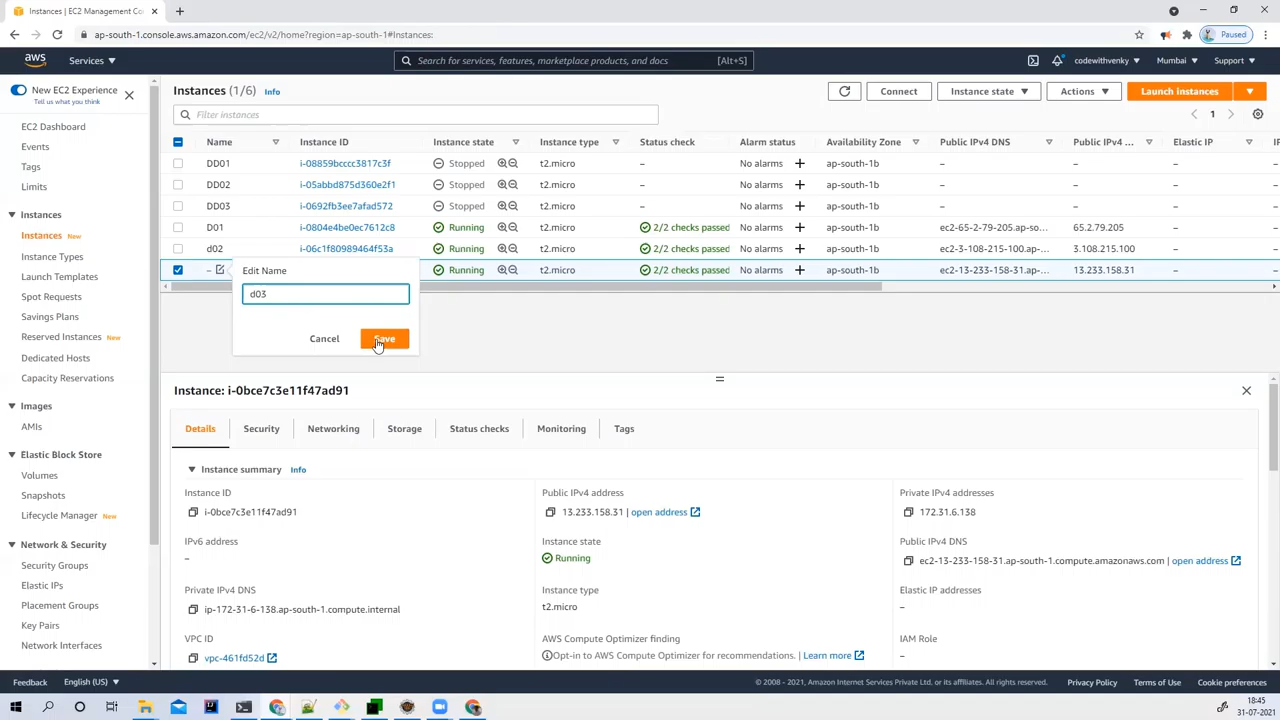 Instances | EC2 Management Co
ap-south-1.console.aws.amazon.com/ec2/v2/home?region=ap-south-1#Instances:
Paused
aws
Services
Search for services, features, marketplace products, and docs
[Alt+S]
codewithvenky
Mumbai
Support
New EC2 Experience
Tell us what you think
EC2 Dashboard
Events
Tags
Limits
Instances
Instances New
Instance Types
Launch Templates
Spot Requests
Savings Plans
Reserved Instances New
Dedicated Hosts
Capacity Reservations
Images
AMIs
Elastic Block Store
Volumes
Snapshots
Lifecycle Manager New
Network & Security
Security Groups
Elastic IPs
Placement Groups
Key Pairs
Network Interfaces
Instances (1/6) Info
Connect
Instance state
Actions
Launch instances
Filter instances
1
Name Instance ID Instance state Instance type Status check Alarm status Availability Zone Public IPv4 DNS Public IPv4 ... Elastic IP
DD01 i-08859bcccc3817c3f Stopped t2.micro – No alarms + ap-south-1b – – –
DD02 i-05abbd875d360e2f1 Stopped t2.micro – No alarms + ap-south-1b – – –
DD03 i-0692fb3ee7afad572 Stopped t2.micro – No alarms + ap-south-1b – – –
D01 i-0804e4be0ec7612c8 Running t2.micro 2/2 checks passed No alarms + ap-south-1b ec2-65-2-79-205.ap-so... 65.2.79.205 –
d02 i-06c1f80989464f53a Running t2.micro 2/2 checks passed No alarms + ap-south-1b ec2-3-108-215-100.ap-... 3.108.215.100 –
– Running t2.micro 2/2 checks passed No alarms + ap-south-1b ec2-13-233-158-31.ap-... 13.233.158.31 –
Edit Name
d03
Cancel
Save
Instance: i-0bce7c3e11f47ad91
Details
Security
Networking
Storage
Status checks
Monitoring
Tags
Instance summary Info
Instance ID
i-0bce7c3e11f47ad91
Public IPv4 address
13.233.158.31 | open address
Private IPv4 addresses
172.31.6.138
IPv6 address
–
Instance state
Running
Public IPv4 DNS
ec2-13-233-158-31.ap-south-1.compute.amazonaws.com | open address
Private IPv4 DNS
ip-172-31-6-138.ap-south-1.compute.internal
Instance type
t2.micro
Elastic IP addresses
–
VPC ID
vpc-461fd52d
AWS Compute Optimizer finding
Opt-in to AWS Compute Optimizer for recommendations. | Learn more
IAM Role
–
Feedback
English (US)
© 2008 - 2021, Amazon Internet Services Private Ltd. or its affiliates. All rights reserved.
Privacy Policy
Terms of Use
Cookie preferences
18:45
31-07-2021